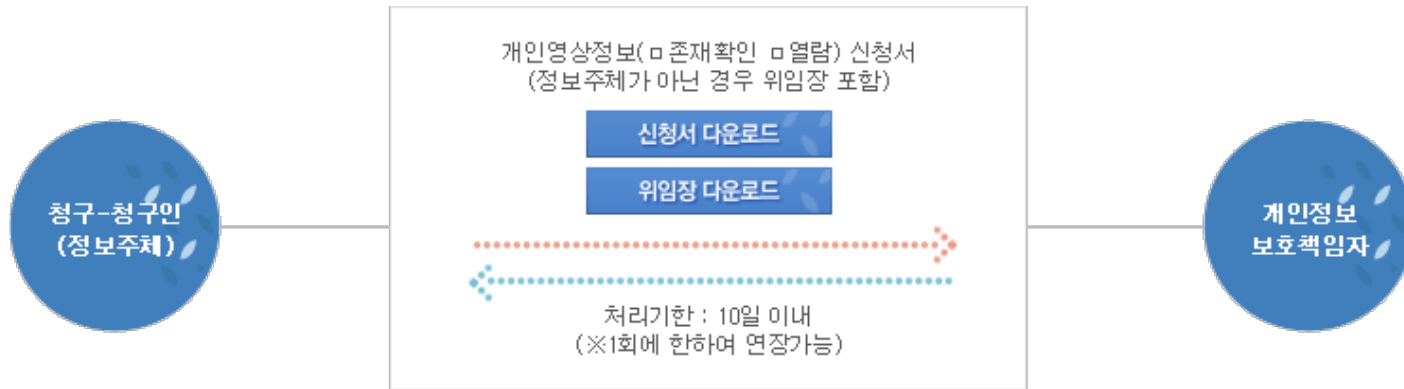 개인영상정보(□존재확인 □열람) 신청서
(정보주체가 아닌 경우 위임장 포함)
신청서 다운로드
위임장 다운로드
청구-청구인
(정보주체)
개인정보
보호책임자
처리기한 : 10일 이내
(※1회에 한하여 연장가능)